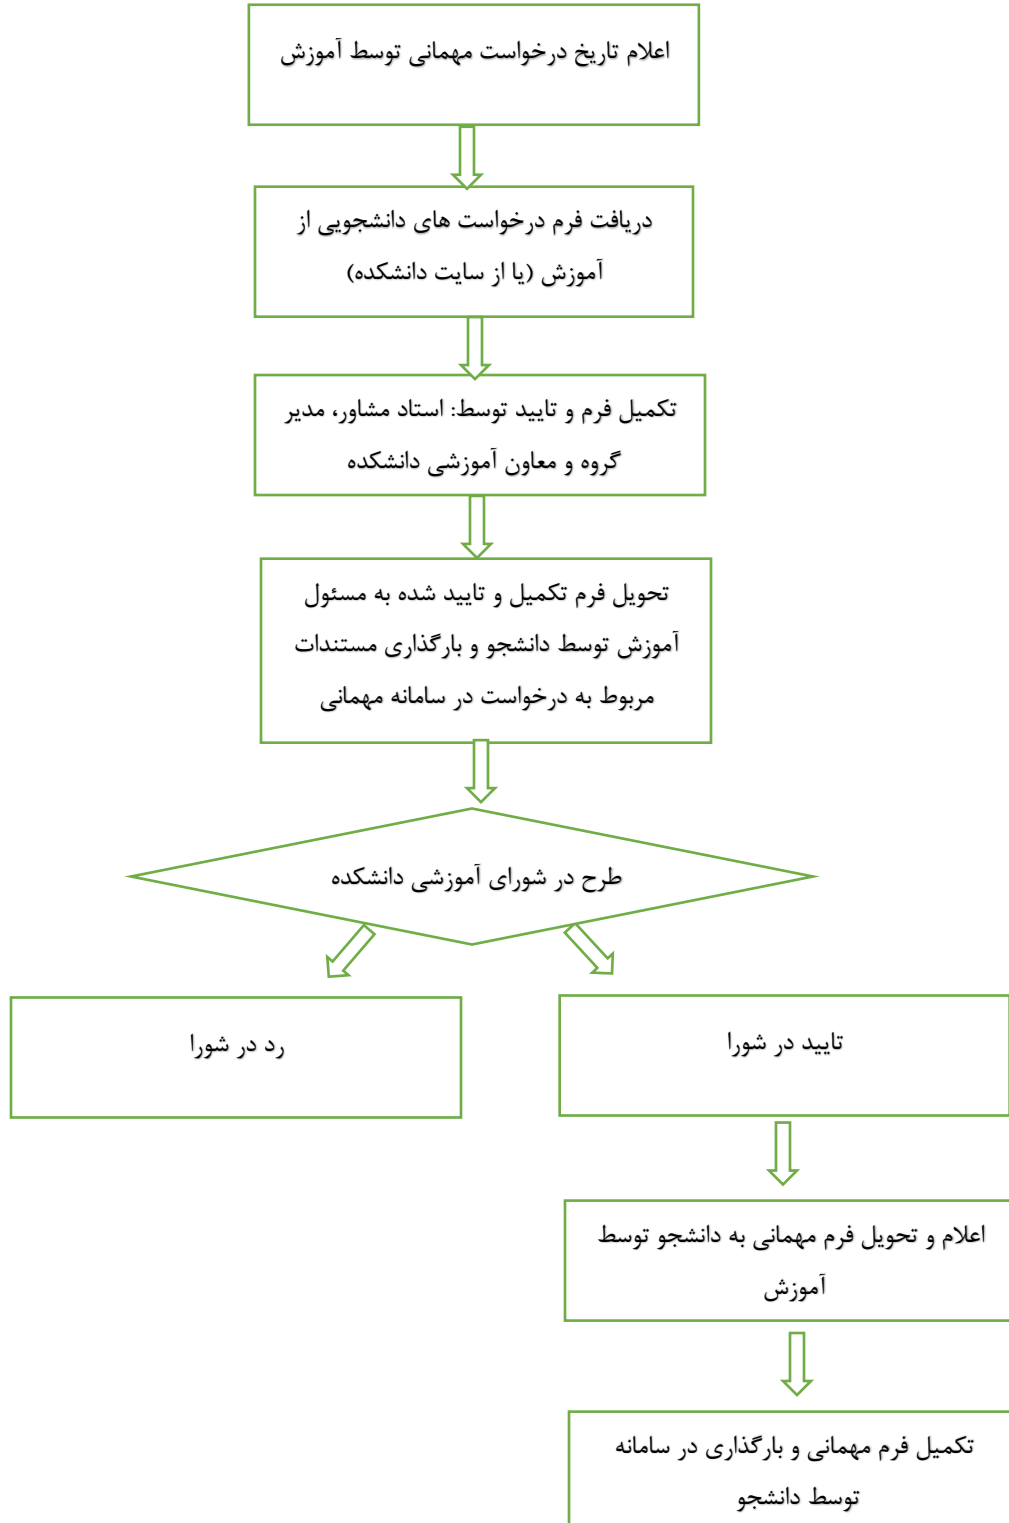 اعلام تاریخ درخواست مهمانی توسط آموزش
دریافت فرم درخواست های دانشجویی از
آموزش (یا از سایت دانشکده)
تکمیل فرم و تایید توسط: استاد مشاور، مدیر
گروه و معاون آموزشی دانشکده
تحویل فرم تکمیل و تایید شده به مسئول
آموزش توسط دانشجو و بارگذاری مستندات
مربوط به درخواست در سامانه مهمانی
طرح در شورای آموزشی دانشکده
تایید در شورا
رد در شورا
اعلام و تحویل فرم مهمانی به دانشجو توسط
آموزش
تکمیل فرم مهمانی و بارگذاری در سامانه
توسط دانشجو